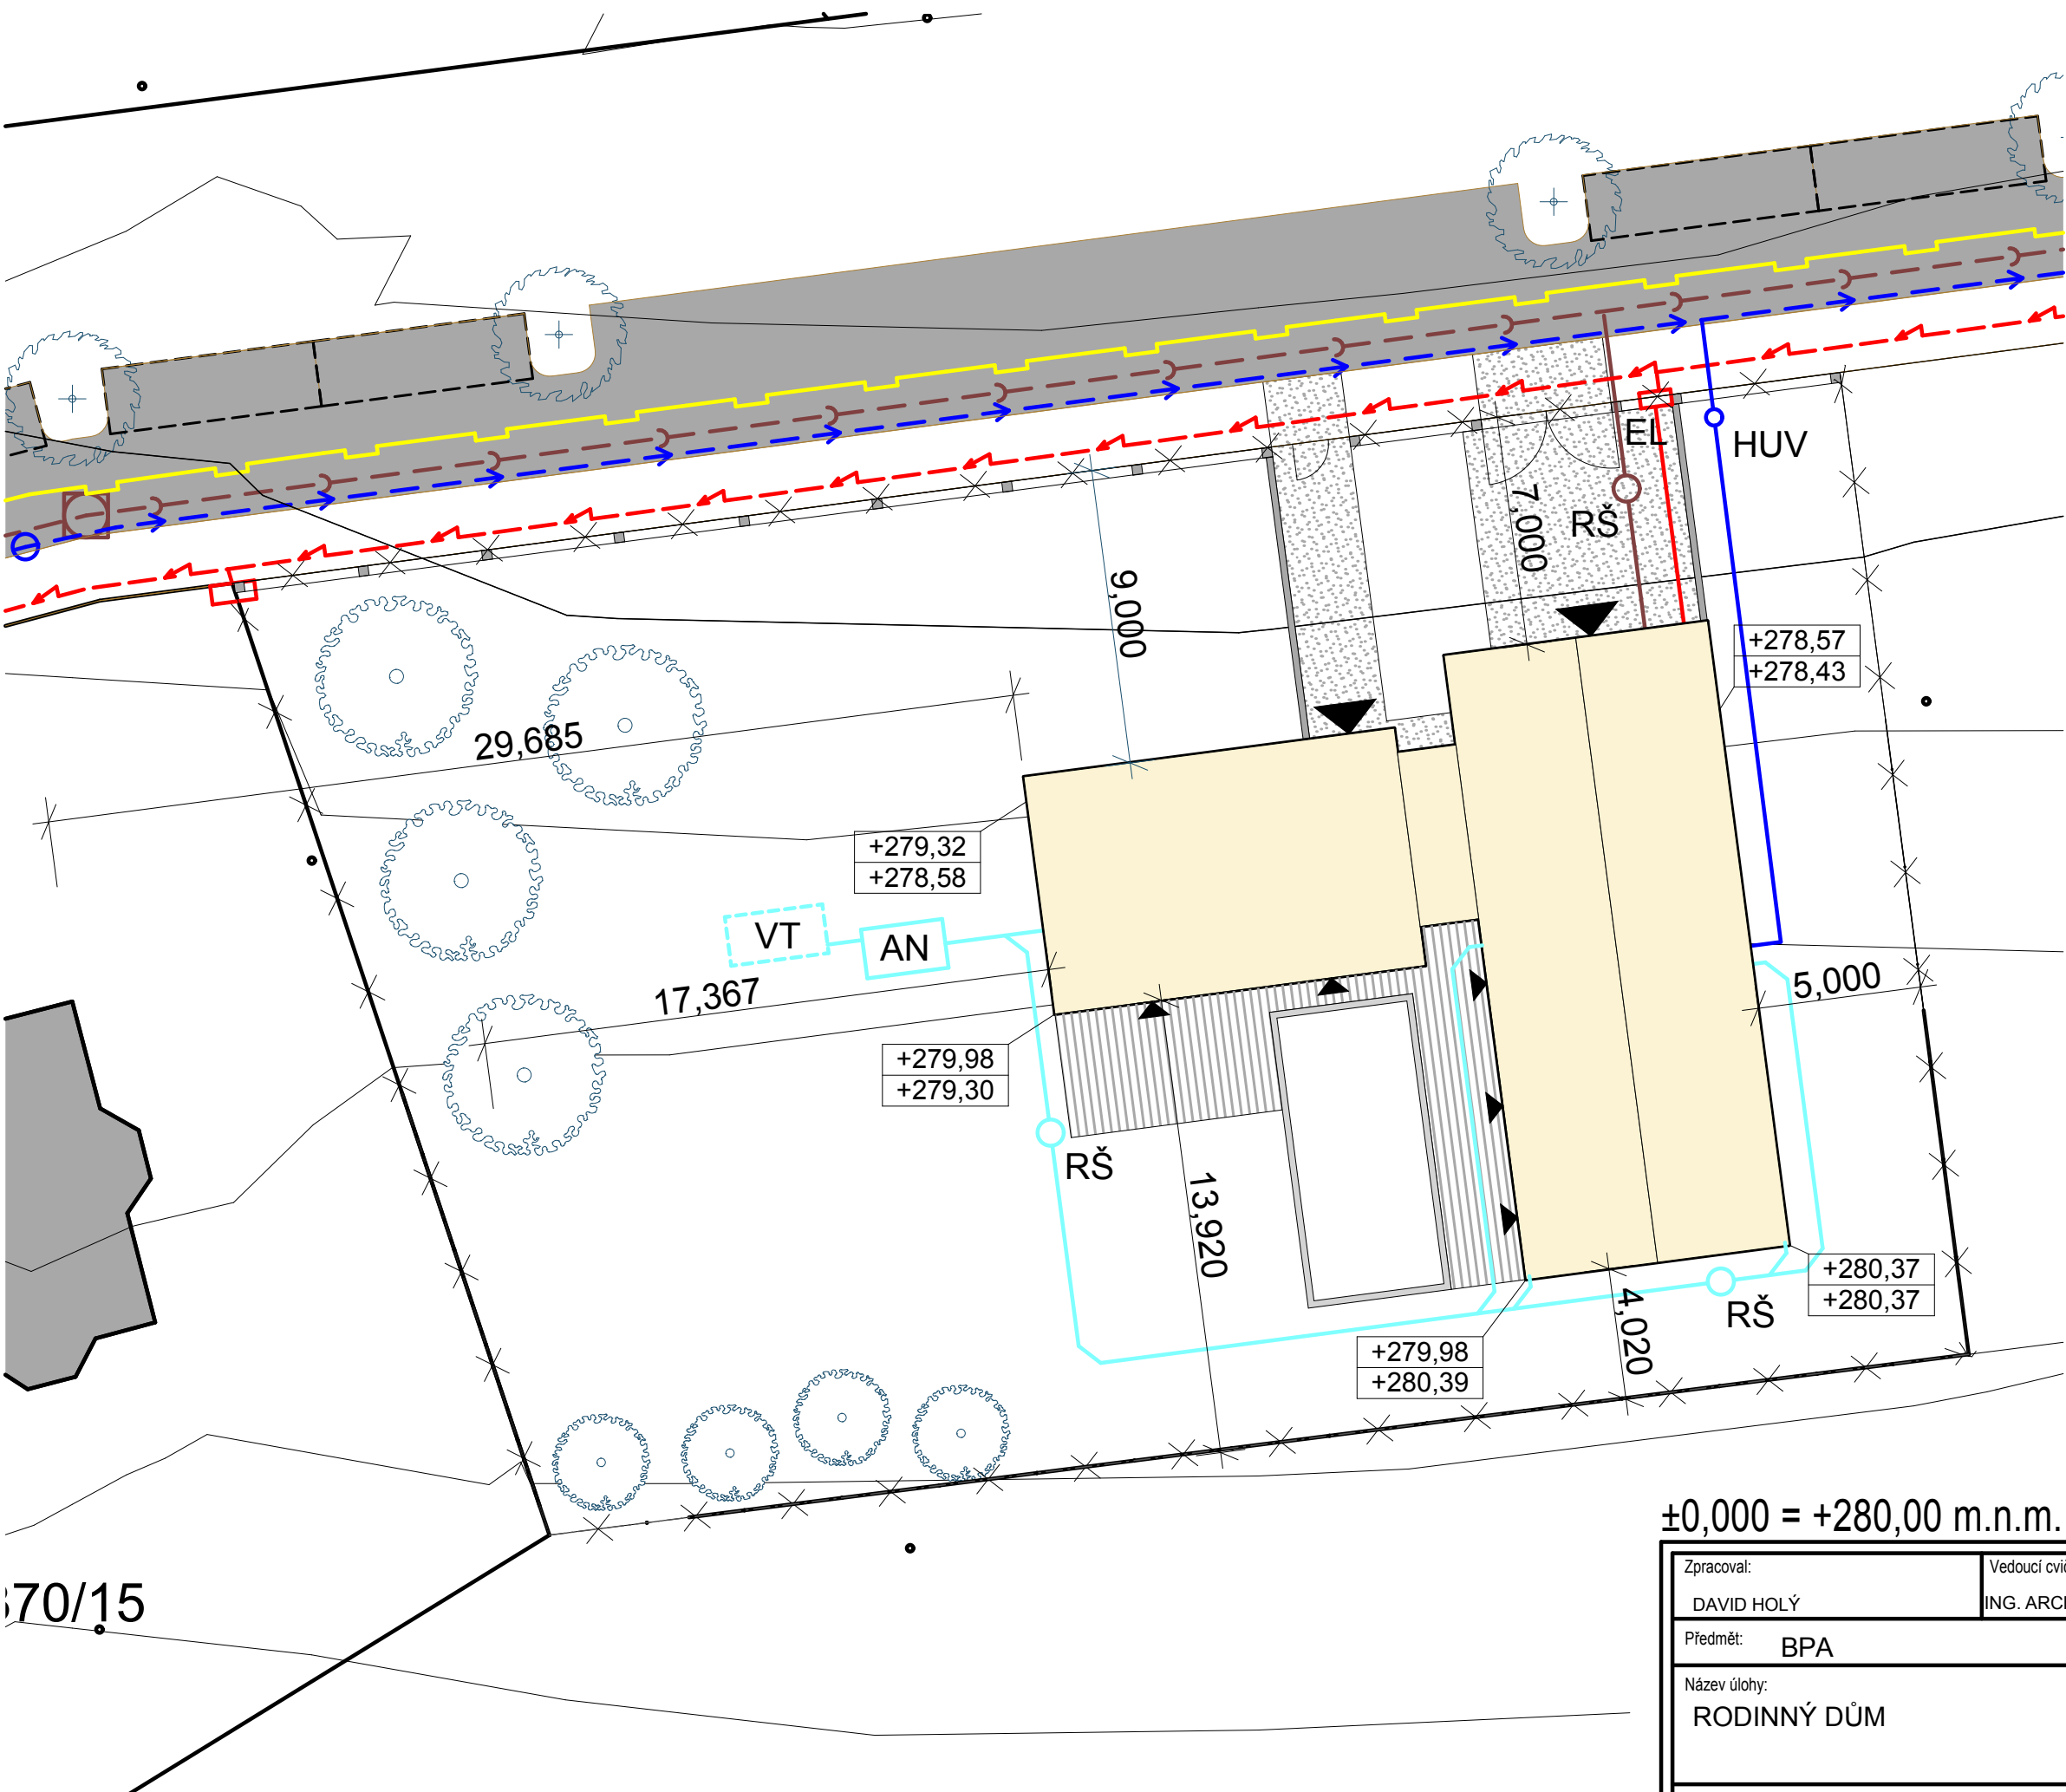 EL
HUV
7,000
RŠ
9,000
+278,57
+278,43
29,685
+279,32
+278,58
VT
AN
17,367
5,000
+279,98
+279,30
RŠ
13,920
+280,37
+280,37
RŠ
4,020
+279,98
+280,39
±0,000 = +280,00 m.n.m.
Zpracoval:
Vedoucí cvi
DAVID HOLÝ
ING. ARC
370/15
Předmět: BPA
Název úlohy:
RODINNÝ DŮM